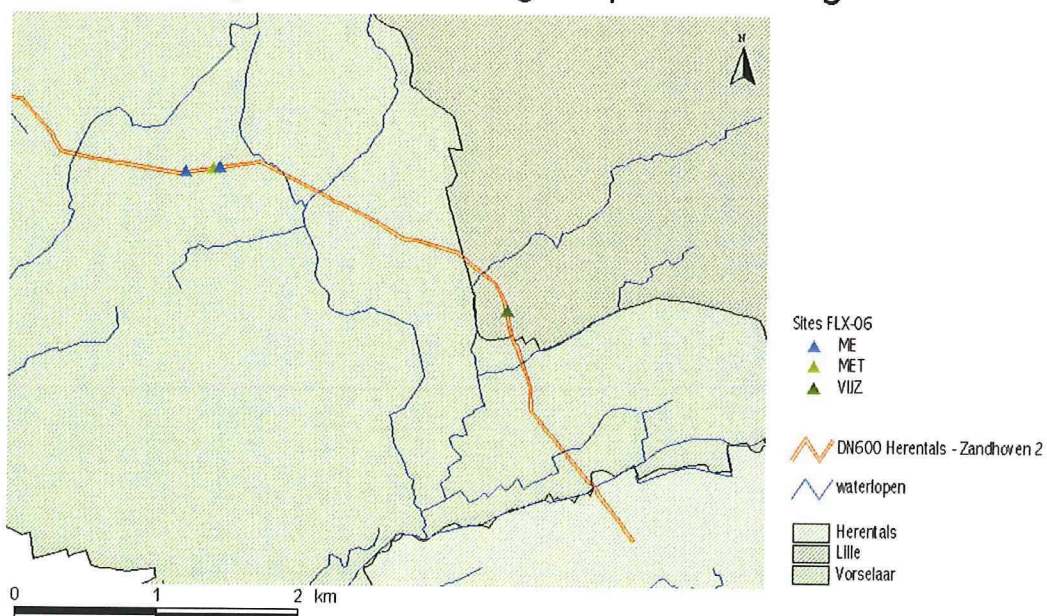 N
Sites FLX-06
ME
MET
VIJZ
DN600 Herentals - Zandhoven 2
waterlopen
Herentals
Lille
Vorselaar
0 1 2 km